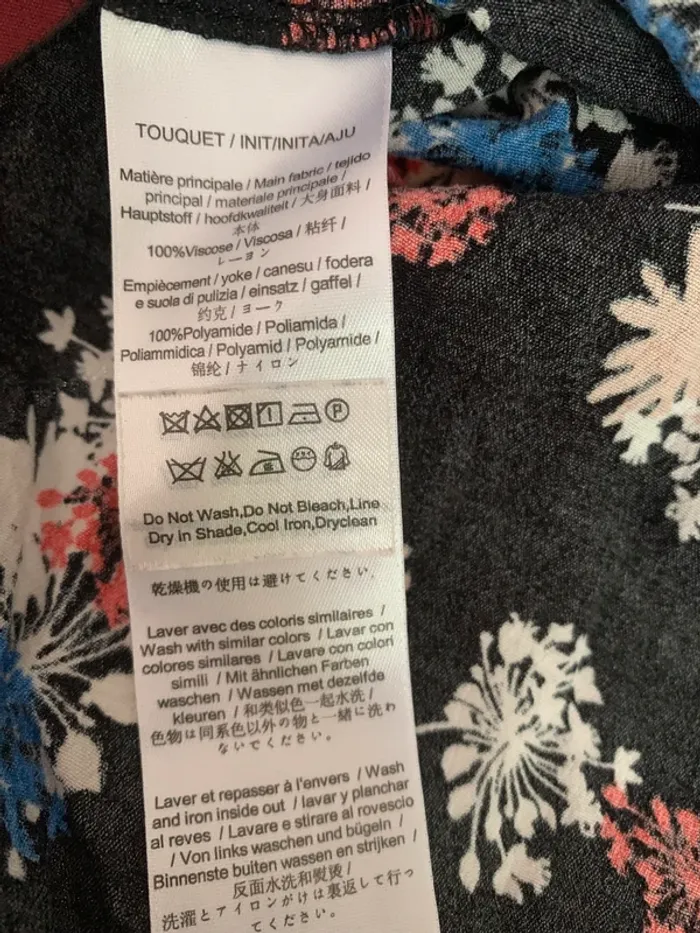 TOUQUET / INIT/INITA/AJU
Matière principale / Main fabric / tejido
principal / materiale principale /
Hauptstoff / hoofdkwaliteit / 大身面料 /
本体
100%Viscose / Viscosa / 粘纤 /
レーヨン
Empiècement / yoke / canesu / fodera
e suola di pulizia / einsatz / gaffel /
约克 / ヨーク
100%Polyamide / Poliamida /
Poliammidica / Polyamid / Polyamide /
锦纶 / ナイロン
P
Do Not Wash,Do Not Bleach,Line
Dry in Shade,Cool Iron,Dryclean
乾燥機の使用は避けてください.
Laver avec des coloris similaires /
Wash with similar colors / Lavar con
colores similares / Lavare con colori
simili / Mit ähnlichen Farben
waschen / Wassen met dezelfde
kleuren / 和类似色一起水洗 /
色物は同系色以外の物と一緒に洗わ
ないでください。
Laver et repasser à l'envers / Wash
and iron inside out / lavar y planchar
al reves / Lavare e stirare al rovescio
/ Von links waschen und bügeln /
Binnenste buiten wassen en strijken /
反面水洗和熨烫 /
洗濯とアイロンがけは裏返して行っ
てください。